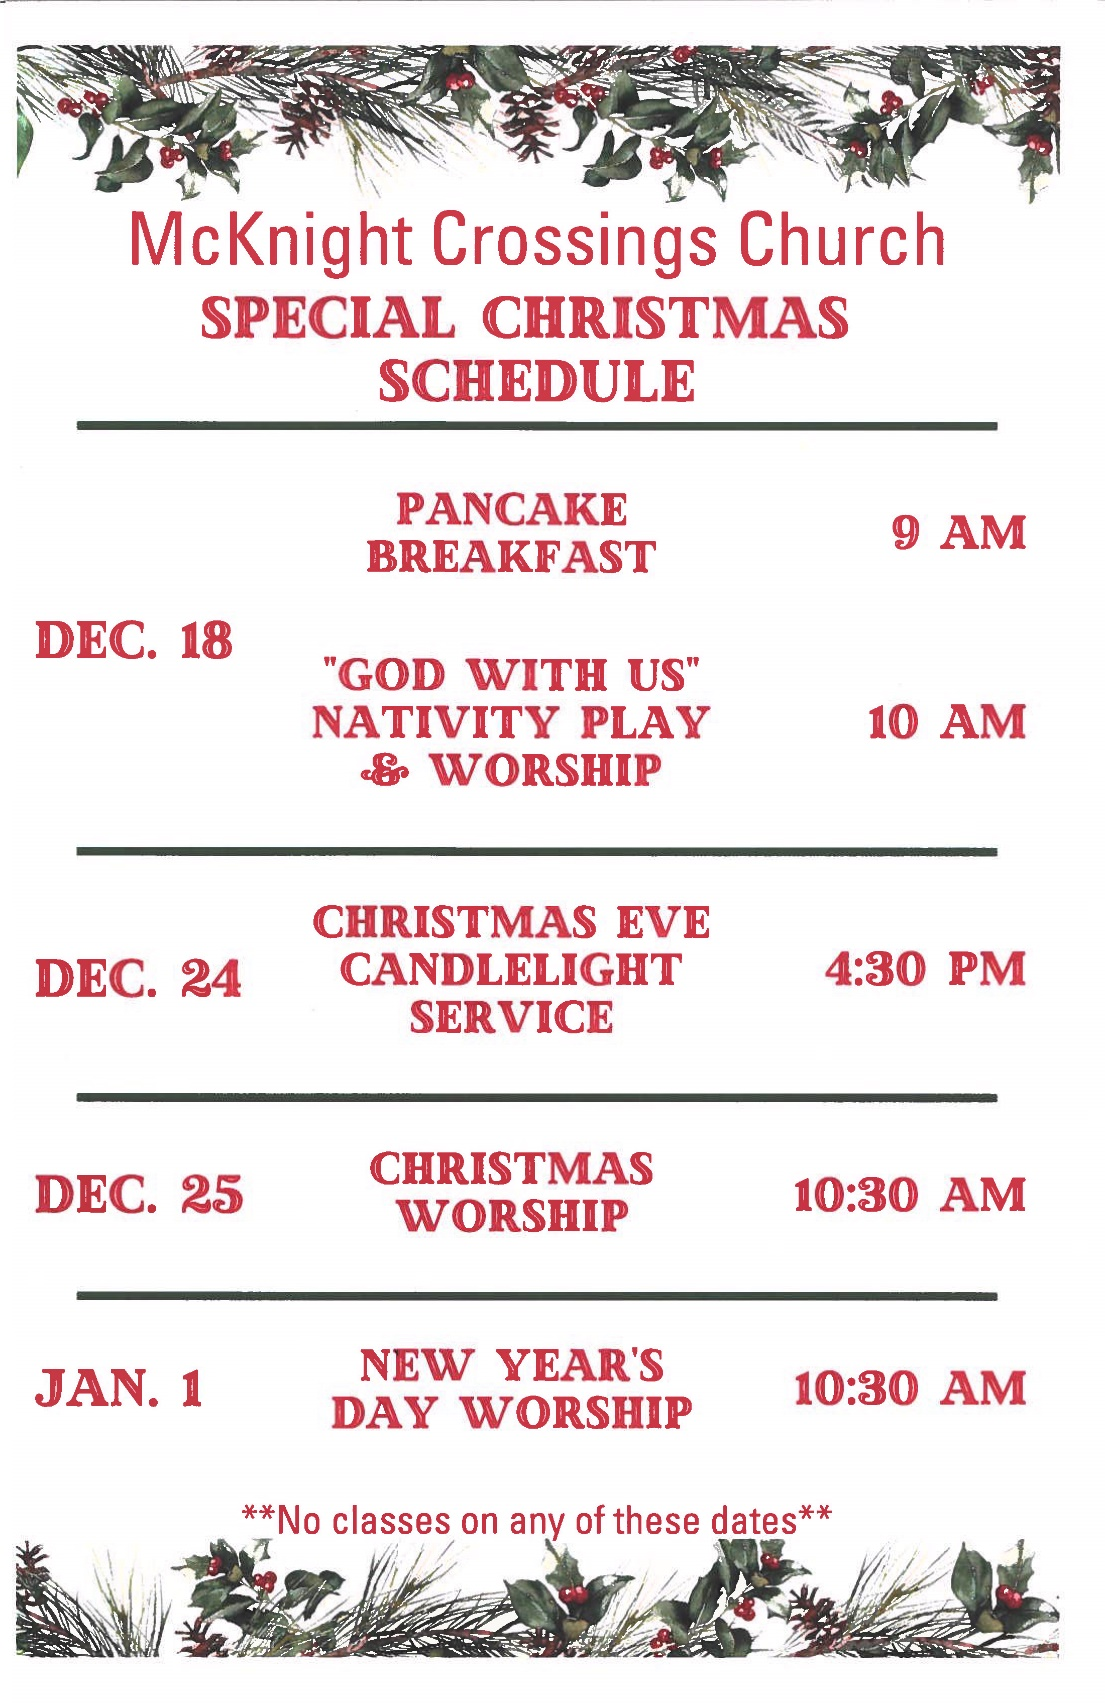 McKnight Crossings Church
SPECIAL CHRISTMAS
SCHEDULE
DEC. 18
PANCAKE
BREAKFAST
9 AM
"GOD WITH US"
NATIVITY PLAY
& WORSHIP
10 AM
DEC. 24
CHRISTMAS EVE
CANDLELIGHT
SERVICE
4:30 PM
DEC. 25
CHRISTMAS
WORSHIP
10:30 AM
JAN. 1
NEW YEAR'S
DAY WORSHIP
10:30 AM
**No classes on any of these dates**